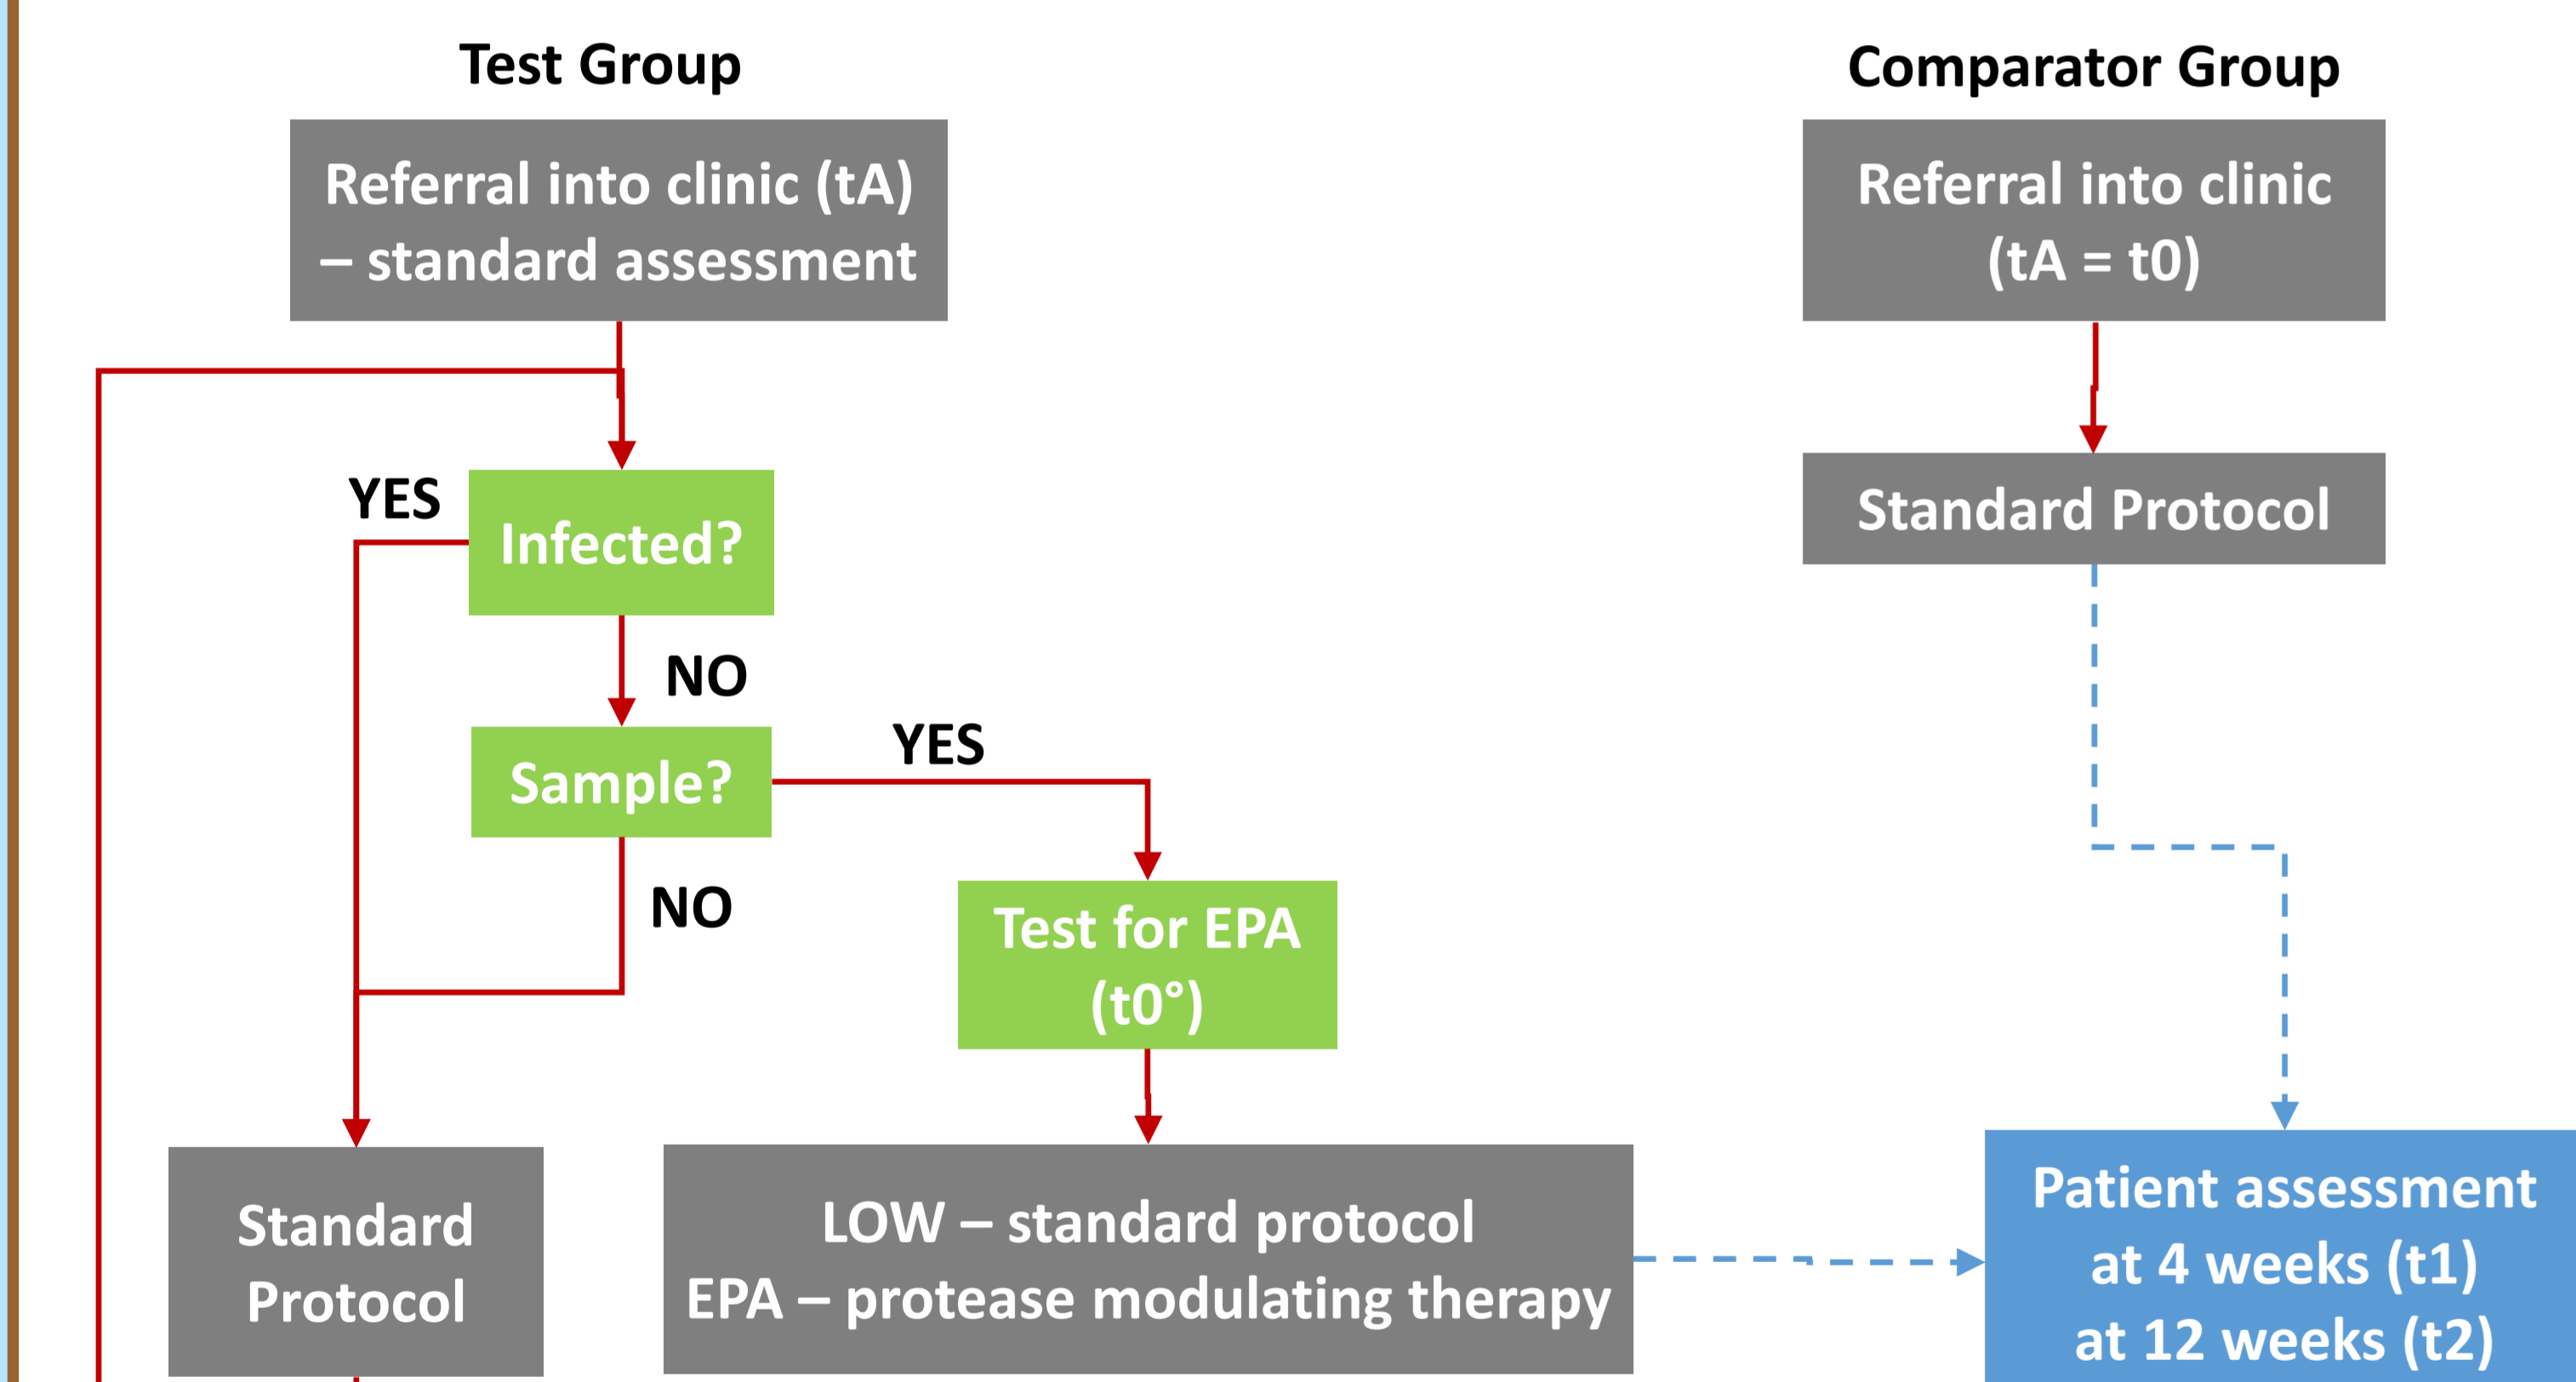 Test Group
Referral into clinic (tA)
– standard assessment
YES
Infected?
NO
Sample?
YES
NO
Test for EPA
(t0°)
Standard
Protocol
LOW – standard protocol
EPA – protease modulating therapy
Comparator Group
Referral into clinic
(tA = t0)
Standard Protocol
Patient assessment
at 4 weeks (t1)
at 12 weeks (t2)